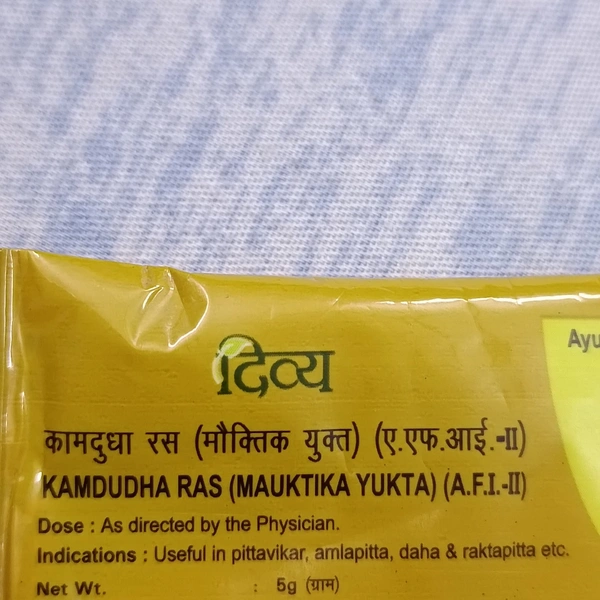 दिव्य
Ayu
कामदुधा रस (मौक्तिक युक्त) (ए.एफ.आई.-II)
KAMDUDHA RAS (MAUKTIKA YUKTA) (A.F.I.-II)
Dose : As directed by the Physician.
Indications : Useful in pittavikar, amlapitta, daha & raktapitta etc.
Net Wt. : 5g (ग्राम)